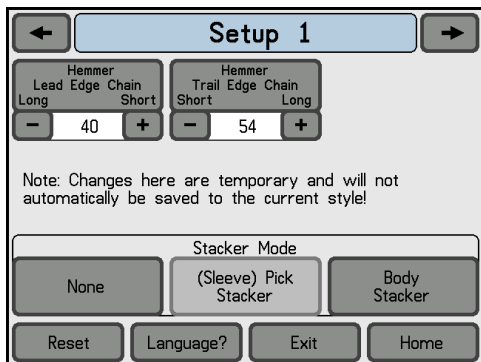 Setup 1
Hemmer
Lead Edge Chain
Long Short
- 40 +
Hemmer
Trail Edge Chain
Short Long
- 54 +
Note: Changes here are temporary and will not
automatically be saved to the current style!
Stacker Mode
None
(Sleeve) Pick
Stacker
Body
Stacker
Reset
Language?
Exit
Home